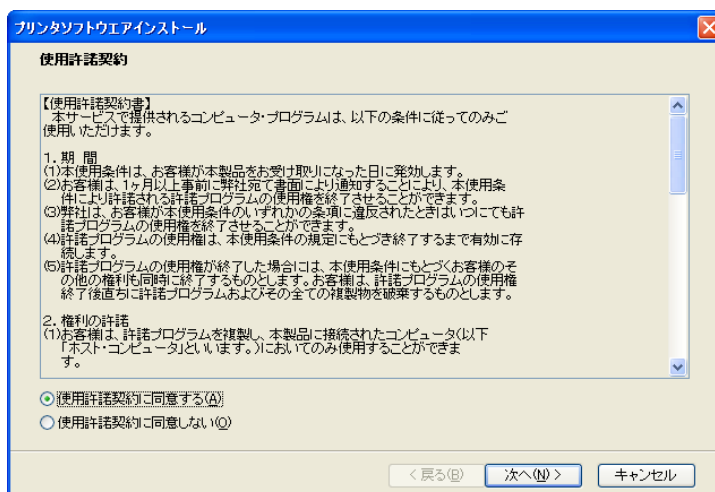 プリンタソフトウエアインストール
使用許諾契約
【使用許諾契約書】
本サービスで提供されるコンピュータ・プログラムは、以下の条件に従ってのみご
使用いただけます。
1. 期 間
(1)本使用条件は、お客様が本製品をお受け取りになった日に発効します。
(2)お客様は、1ヶ月以上事前に弊社宛て書面により通知することにより、本使用条
件により許諾される許諾プログラムの使用権を終了させることができます。
(3)弊社は、お客様が本使用条件のいずれかの条項に違反されたときはいつにても許
諾プログラムの使用権を終了させることができます。
(4)許諾プログラムの使用権は、本使用条件の規定にもとづき終了するまで有効に存
続します。
(5)許諾プログラムの使用権が終了した場合には、本使用条件にもとづくお客様のそ
の他の権利も同時に終了するものとします。お客様は、許諾プログラムの使用権
終了後直ちに許諾プログラムおよびその全ての複製物を破棄するものとします。
2. 権利の許諾
(1)お客様は、許諾プログラムを複製し、本製品に接続されたコンピュータ(以下
「ホスト・コンピュータ」といいます。)においてのみ使用することができま
す。
使用許諾契約に同意する(A)
使用許諾契約に同意しない(O)
< 戻る(B)
次へ(N) >
キャンセル